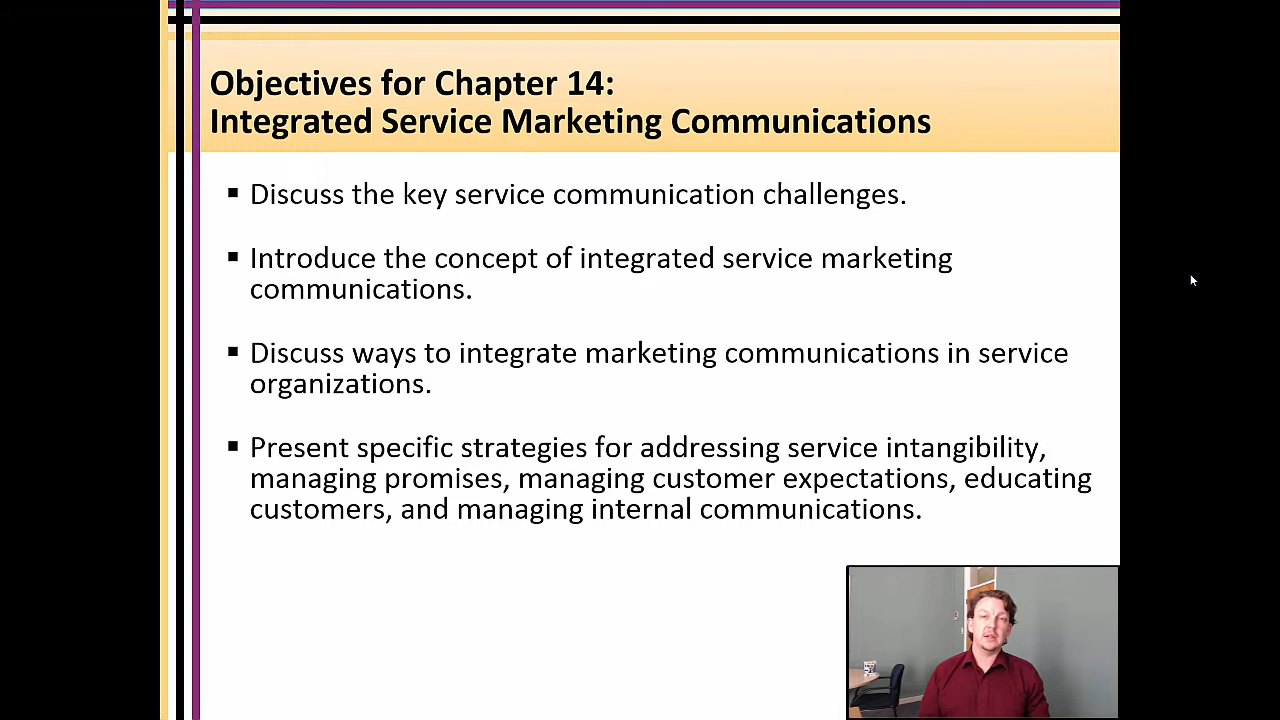 Objectives for Chapter 14:
Integrated Service Marketing Communications
▪ Discuss the key service communication challenges.
▪ Introduce the concept of integrated service marketing
communications.
▪ Discuss ways to integrate marketing communications in service
organizations.
▪ Present specific strategies for addressing service intangibility,
managing promises, managing customer expectations, educating
customers, and managing internal communications.